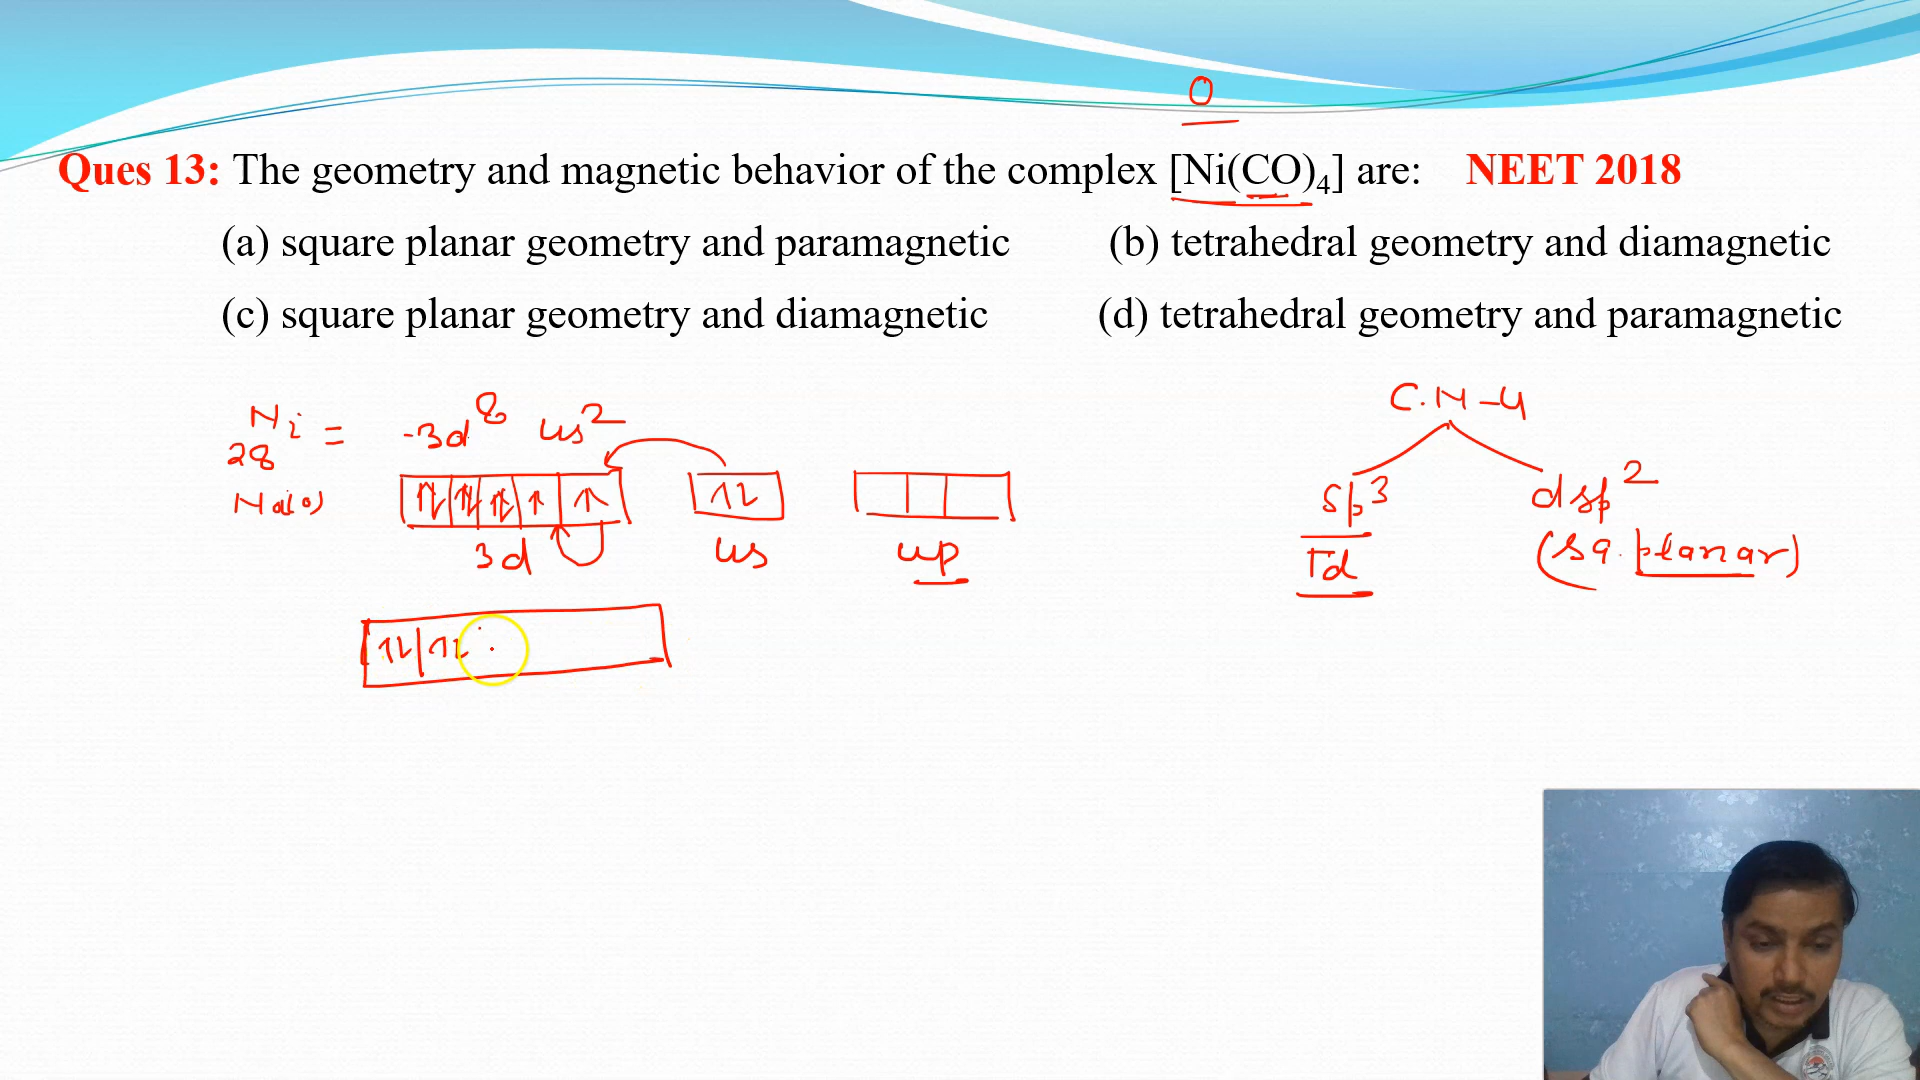 0
Ques 13: The geometry and magnetic behavior of the complex [Ni(CO)₄] are: NEET 2018
(a) square planar geometry and paramagnetic (b) tetrahedral geometry and diamagnetic
(c) square planar geometry and diamagnetic (d) tetrahedral geometry and paramagnetic
C.N - 4
Ni = 3d⁸ 4s²
28
sp³ dsp²
3d 4s 4p
Td (sq. planar)